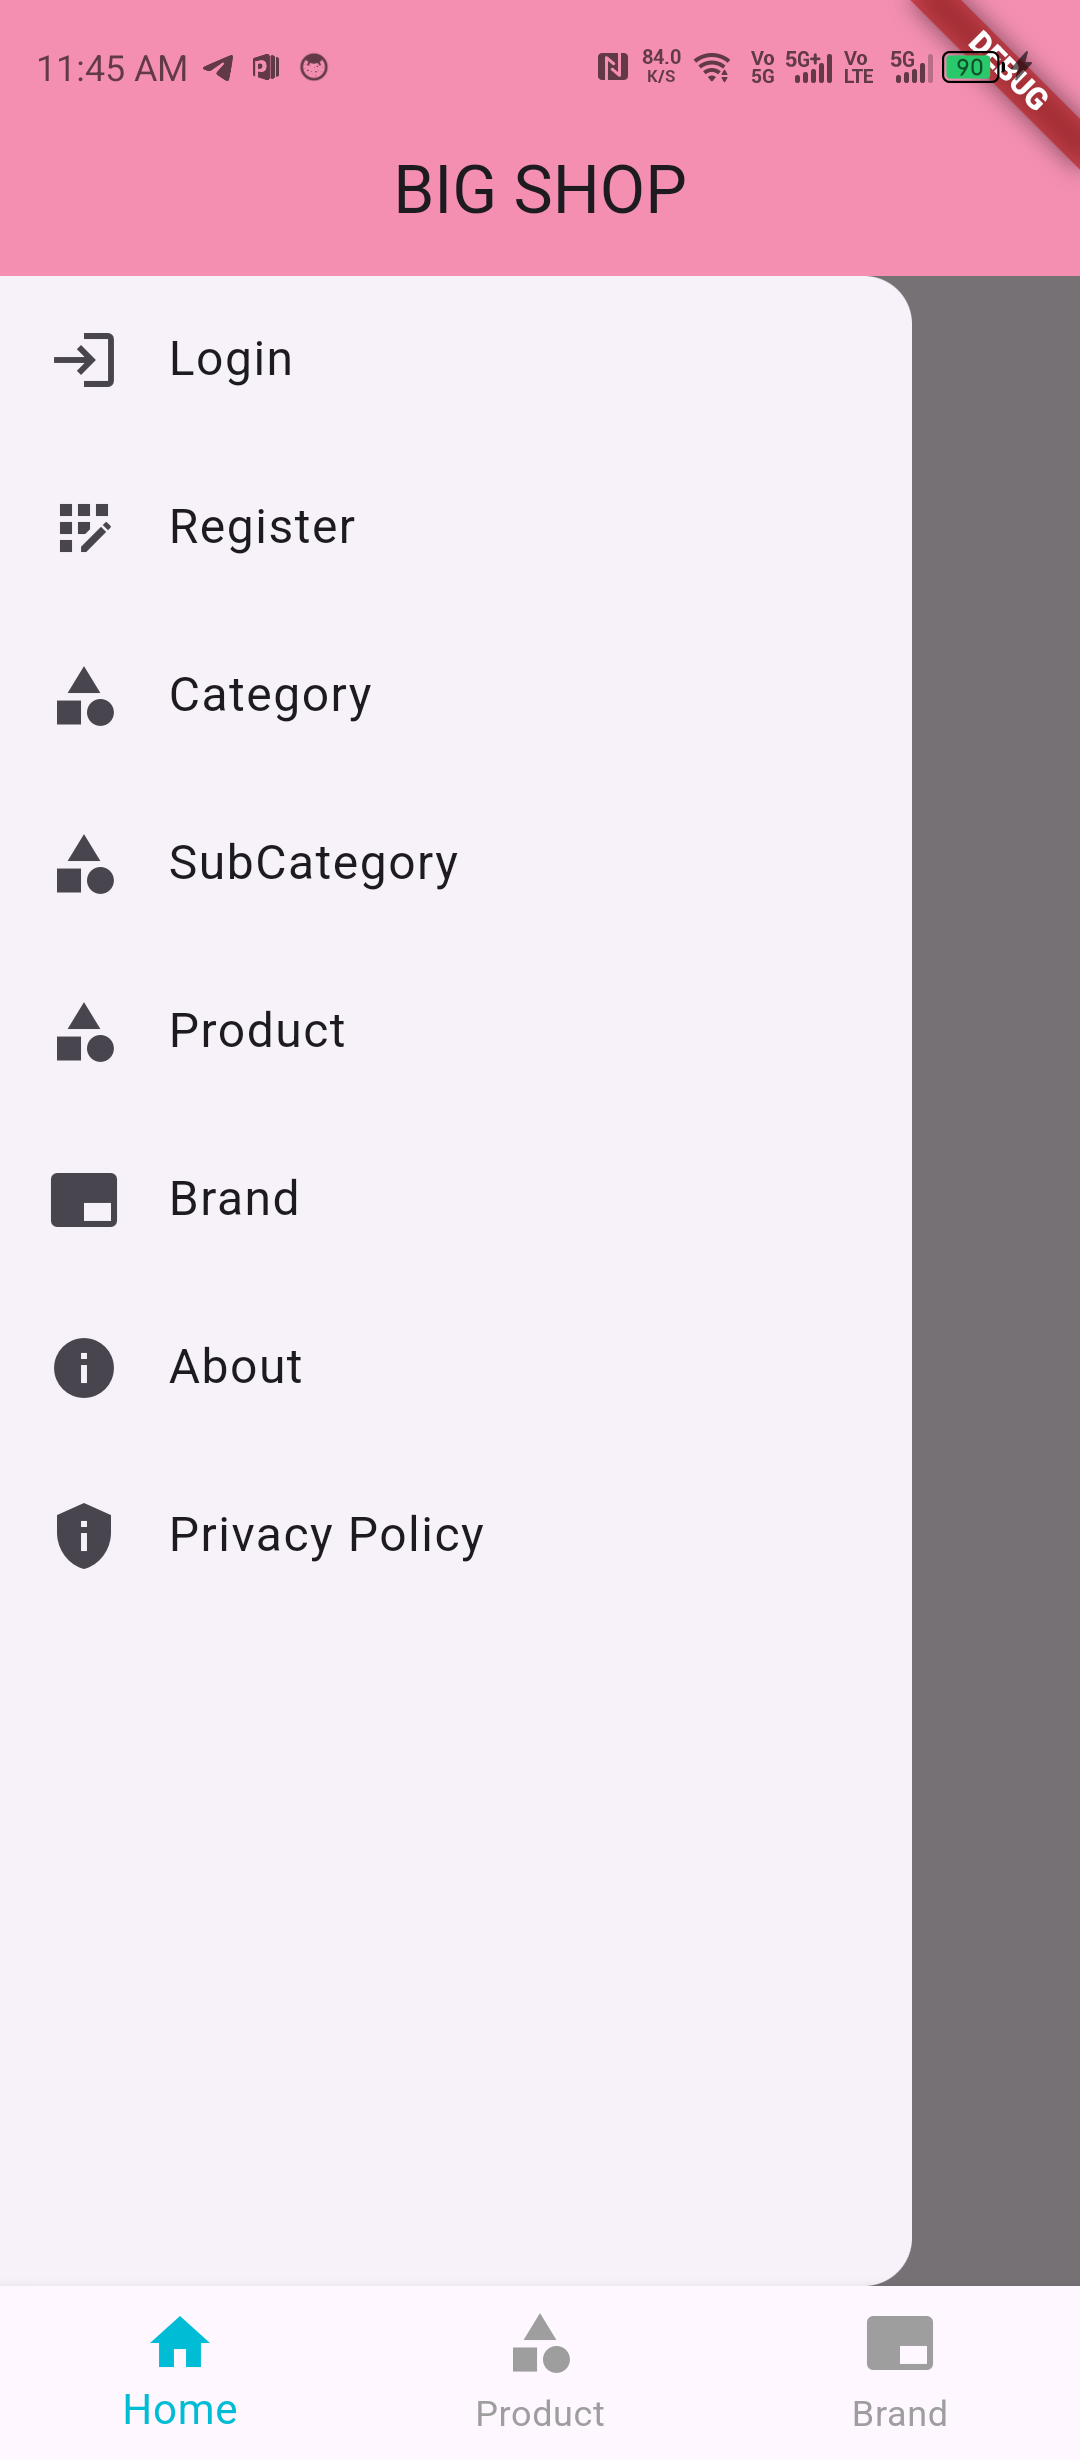 11:45 AM
84.0
K/S
Vo
5G
5G+
Vo
LTE
5G
90
DEBUG
BIG SHOP
Login
Register
Category
SubCategory
Product
Brand
About
Privacy Policy
Home
Product
Brand